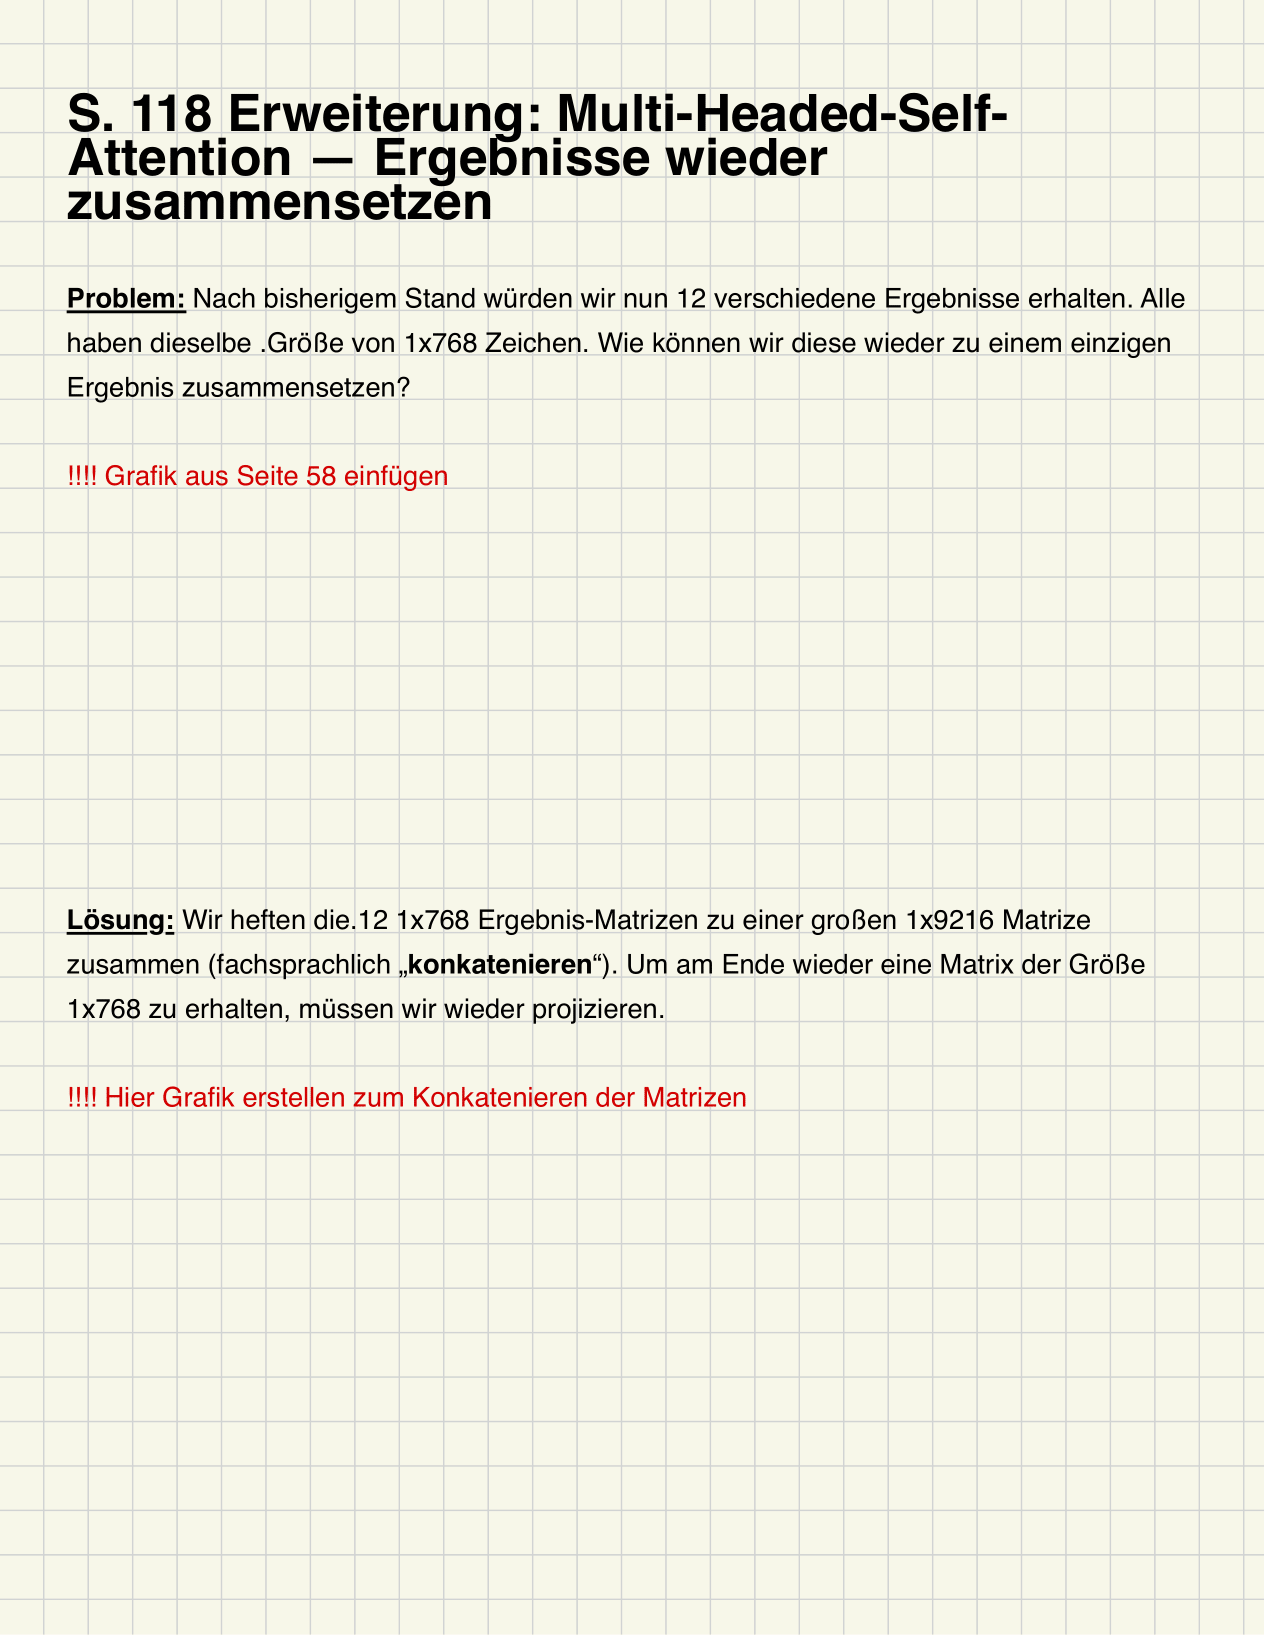 S. 118 Erweiterung: Multi-Headed-Self-
Attention — Ergebnisse wieder
zusammensetzen
Problem: Nach bisherigem Stand würden wir nun 12 verschiedene Ergebnisse erhalten. Alle
haben dieselbe .Größe von 1x768 Zeichen. Wie können wir diese wieder zu einem einzigen
Ergebnis zusammensetzen?
!!!! Grafik aus Seite 58 einfügen
Lösung: Wir heften die.12 1x768 Ergebnis-Matrizen zu einer großen 1x9216 Matrize
zusammen (fachsprachlich „konkatenieren“). Um am Ende wieder eine Matrix der Größe
1x768 zu erhalten, müssen wir wieder projizieren.
!!!! Hier Grafik erstellen zum Konkatenieren der Matrizen